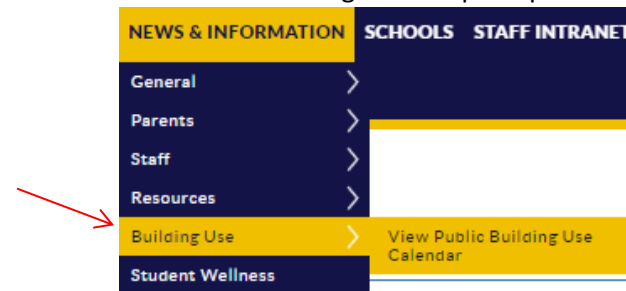 NEWS & INFORMATION SCHOOLS STAFF INTRANET
General
Parents
Staff
Resources
Building Use
View Public Building Use
Calendar
Student Wellness